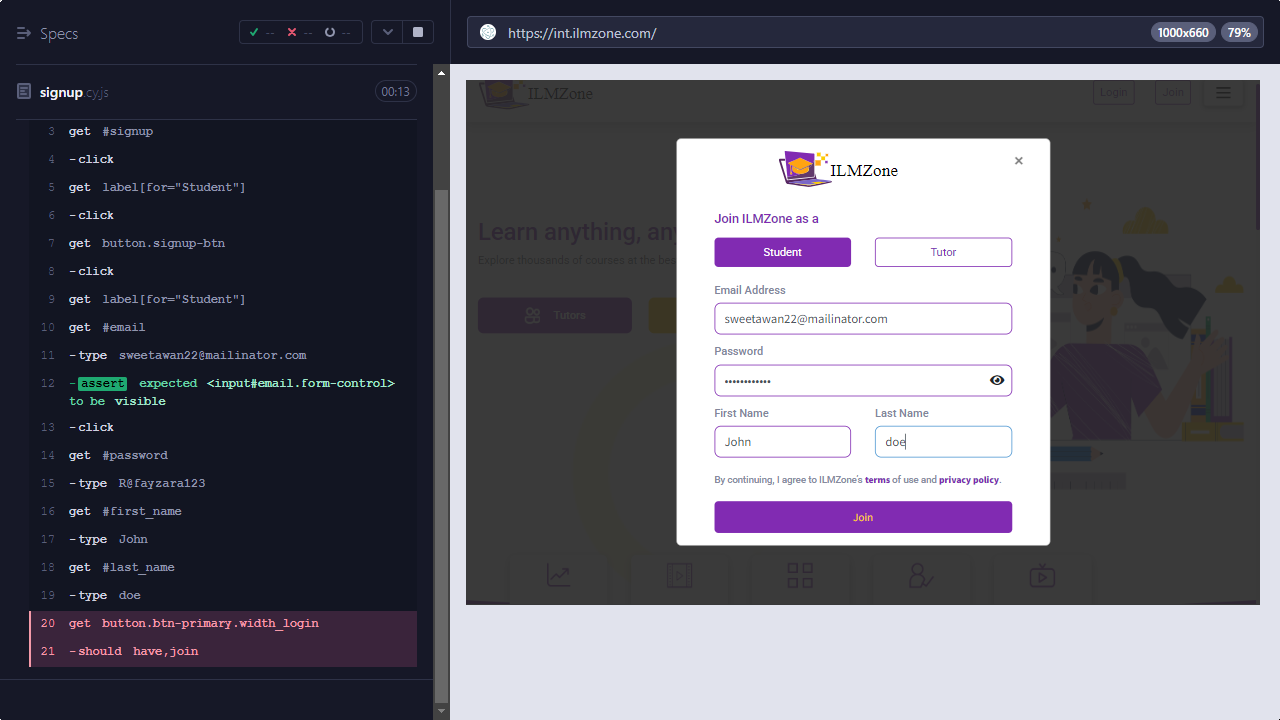 Specs
-- -- --
signup.cy.js 00:13
3 get #signup
4 -click
5 get label[for="Student"]
6 -click
7 get button.signup-btn
8 -click
9 get label[for="Student"]
10 get #email
11 -type sweetawan22@mailinator.com
12 -assert expected <input#email.form-control>
to be visible
13 -click
14 get #password
15 -type R@fayzara123
16 get #first_name
17 -type John
18 get #last_name
19 -type doe
20 get button.btn-primary.width_login
21 -should have,join
https://int.ilmzone.com/ 1000x660 79%
ILMZone Login Join
Learn anything, any
Explore thousands of courses at the bes
Tutors
ILMZone ×
Join ILMZone as a
Student Tutor
Email Address
sweetawan22@mailinator.com
Password
••••••••••••
First Name Last Name
John doe
By continuing, I agree to ILMZone's terms of use and privacy policy.
Join